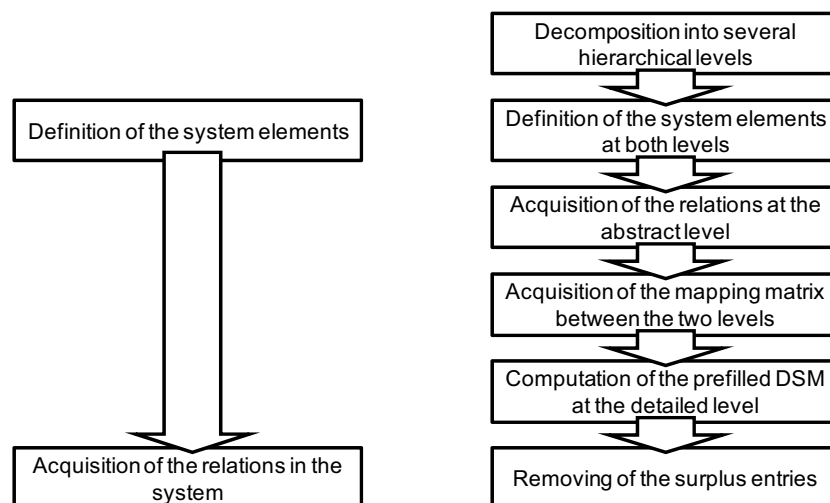 Definition of the system elements
Acquisition of the relations in the
system
Decomposition into several
hierarchical levels
Definition of the system elements
at both levels
Acquisition of the relations at the
abstract level
Acquisition of the mapping matrix
between the two levels
Computation of the prefilled DSM
at the detailed level
Removing of the surplus entries